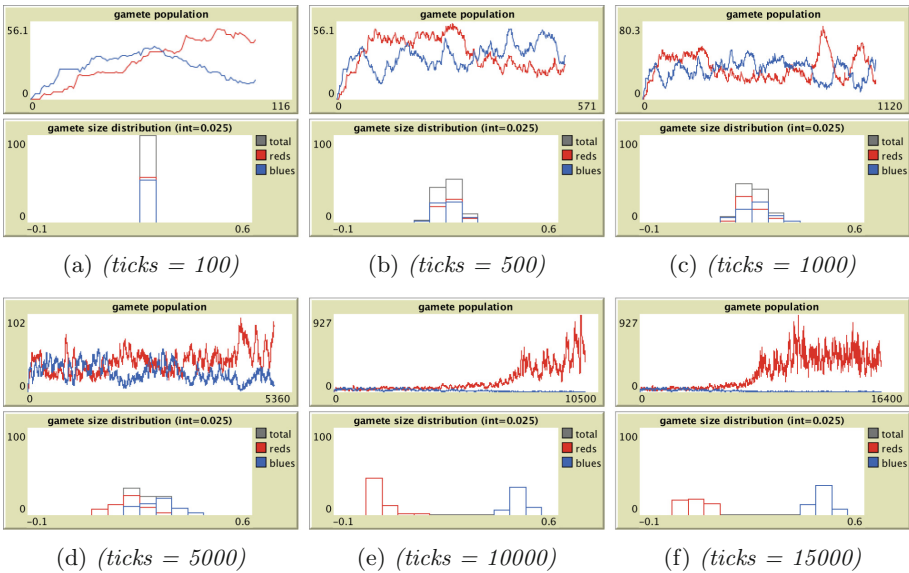 gamete population
56.1
0
0
116
gamete size distribution (int=0.025)
100
0
-0.1
0.6
total
reds
blues
(a) (ticks = 100)
gamete population
56.1
0
0
571
gamete size distribution (int=0.025)
100
0
-0.1
0.6
total
reds
blues
(b) (ticks = 500)
gamete population
80.3
0
0
1120
gamete size distribution (int=0.025)
100
0
-0.1
0.6
total
reds
blues
(c) (ticks = 1000)
gamete population
102
0
0
5360
gamete size distribution (int=0.025)
100
0
-0.1
0.6
total
reds
blues
(d) (ticks = 5000)
gamete population
927
0
0
10500
gamete size distribution (int=0.025)
100
0
-0.1
0.6
total
reds
blues
(e) (ticks = 10000)
gamete population
927
0
0
16400
gamete size distribution (int=0.025)
100
0
-0.1
0.6
total
reds
blues
(f) (ticks = 15000)